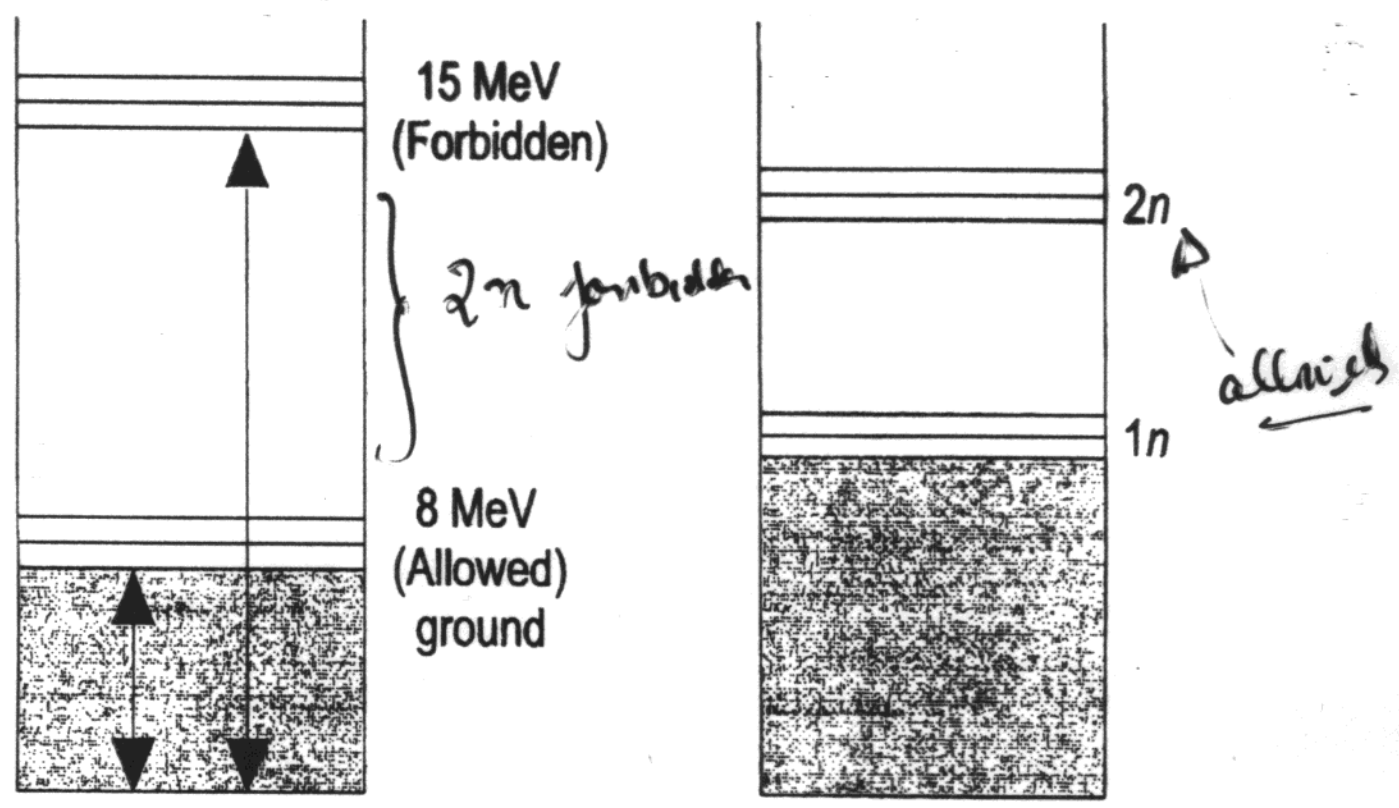 15 MeV
(Forbidden)
2n forbidden
8 MeV
(Allowed)
ground
2n
allowed
1n